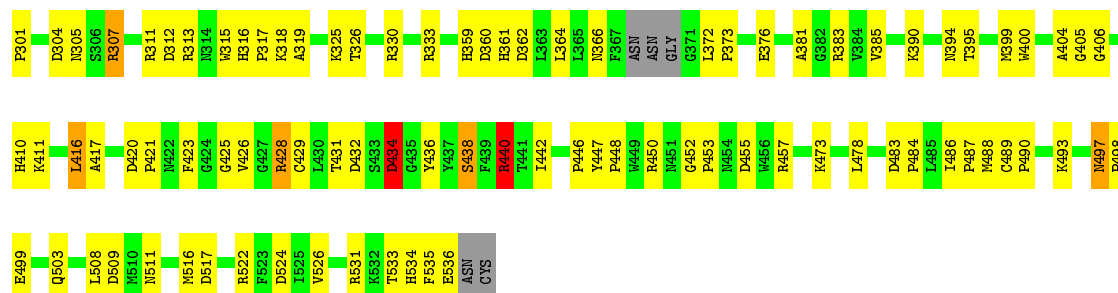 P301 D304 N305 S306 R307 R311 D312 R313 N314 W315 H316 P317 K318 A319 K325 T326 R330 R333 H359 D360 H361 D362 L363 L364 L365 N366 F367 ASN ASN GLY G371 L372 P373 E376 A381 G382 R383 V384 V385 K390 N394 T395 M399 W400 A404 G405 G406
H410 K411 L416 A417 D420 P421 N422 F423 G424 G425 V426 G427 R428 C429 L430 T431 D432 S433 D434 G435 Y436 Y437 S438 F439 R440 T441 I442 P446 Y447 P448 W449 R450 N451 G452 P453 N454 D455 W456 R457 K473 L478 D483 P484 L485 I486 P487 M488 C489 P490 K493 N497
E499 Q503 L508 D509 M510 N511 M516 D517 R522 F523 D524 I525 V526 R531 K532 T533 H534 F535 E536 ASN CYS